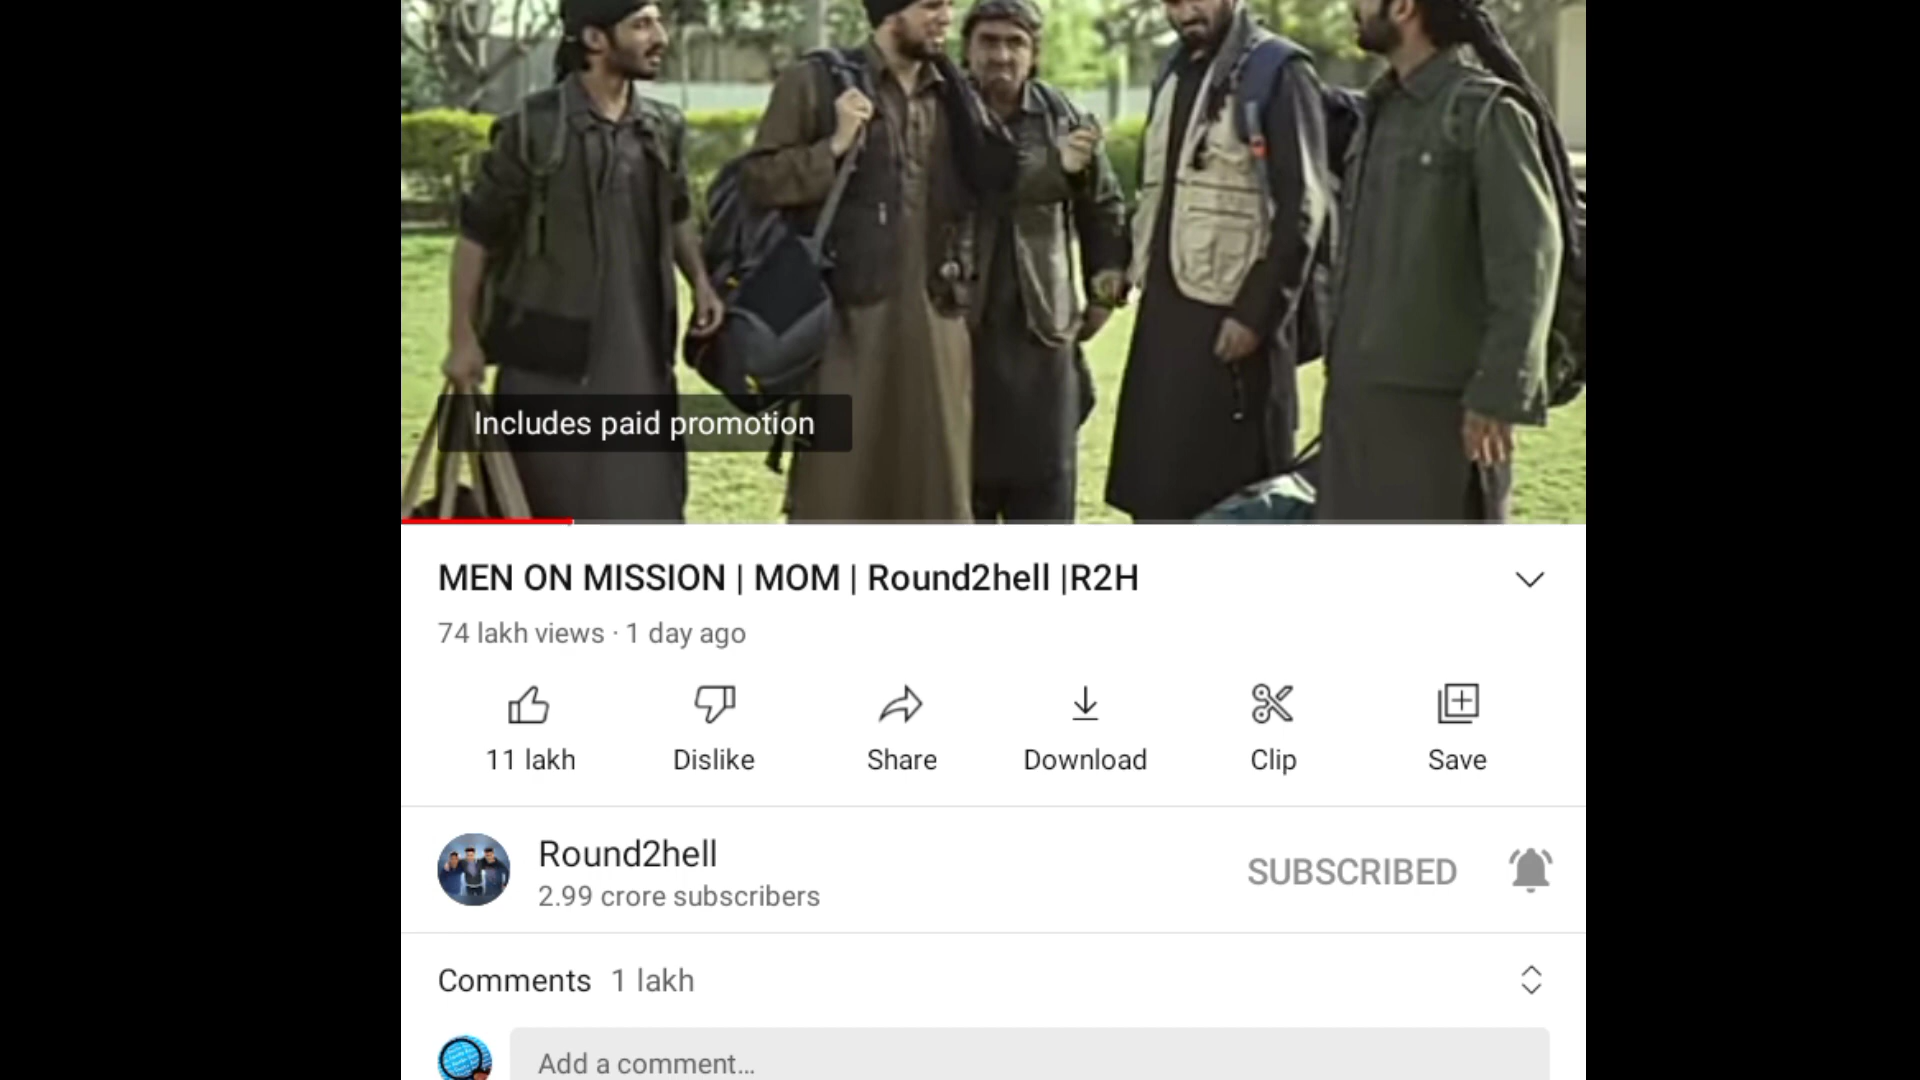 Includes paid promotion
MEN ON MISSION | MOM | Round2hell |R2H
74 lakh views · 1 day ago
11 lakh
Dislike
Share
Download
Clip
Save
Round2hell
2.99 crore subscribers
SUBSCRIBED
Comments 1 lakh
Add a comment...